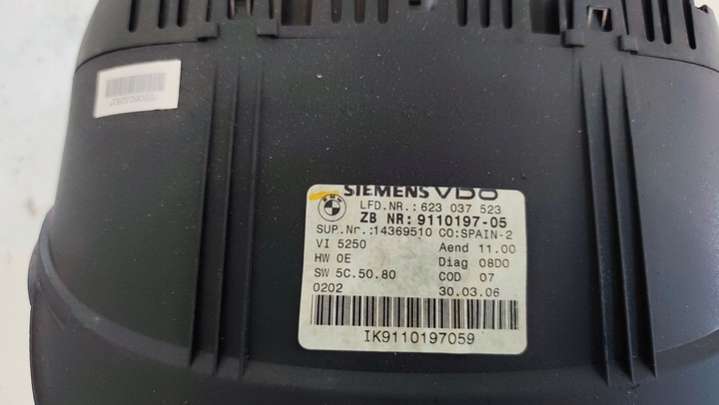 SIEMENS VDO
LFD.NR.: 623 037 523
ZB NR: 9110197-05
SUP.Nr.:14369510 CO:SPAIN-2
VI 5250 Aend 11.00
HW 0E Diag 08D0
SW 5C.50.80 COD 07
0202 30.03.06
IK9110197059